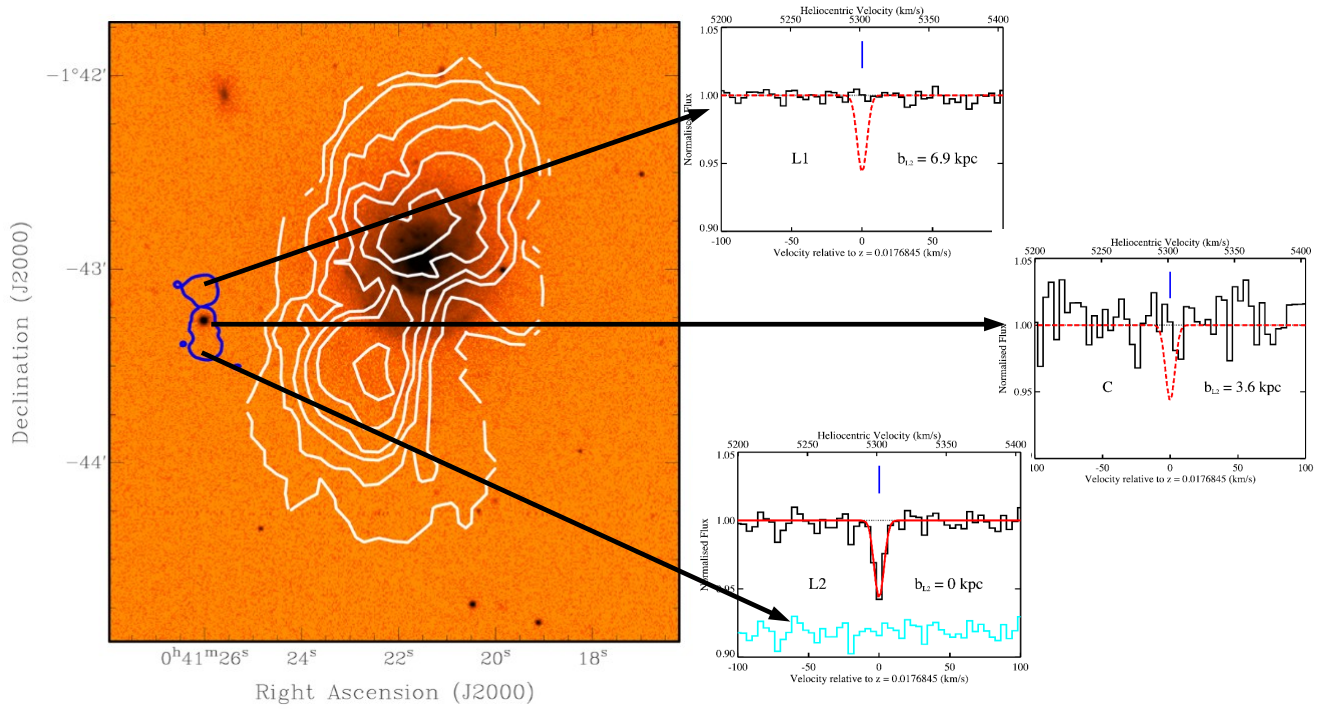 −1°42′
−43′
−44′
Declination (J2000)
0ʰ41ᵐ26ˢ 24ˢ 22ˢ 20ˢ 18ˢ
Right Ascension (J2000)
Heliocentric Velocity (km/s)
5200 5250 5300 5350 5400
1.05
1.00
0.95
0.90
Normalised Flux
L1 b_L2 = 6.9 kpc
-100 -50 0 50
Velocity relative to z = 0.0176845 (km/s)
Heliocentric Velocity (km/s)
5200 5250 5300 5350 5400
1.05
1.00
0.95
Normalised Flux
C b_L2 = 3.6 kpc
100 -50 0 50 100
Velocity relative to z = 0.0176845 (km/s)
Heliocentric Velocity (km/s)
5200 5250 5300 5350 5400
1.05
1.00
0.95
0.90
Normalised Flux
L2 b_L2 = 0 kpc
-100 -50 0 50 100
Velocity relative to z = 0.0176845 (km/s)